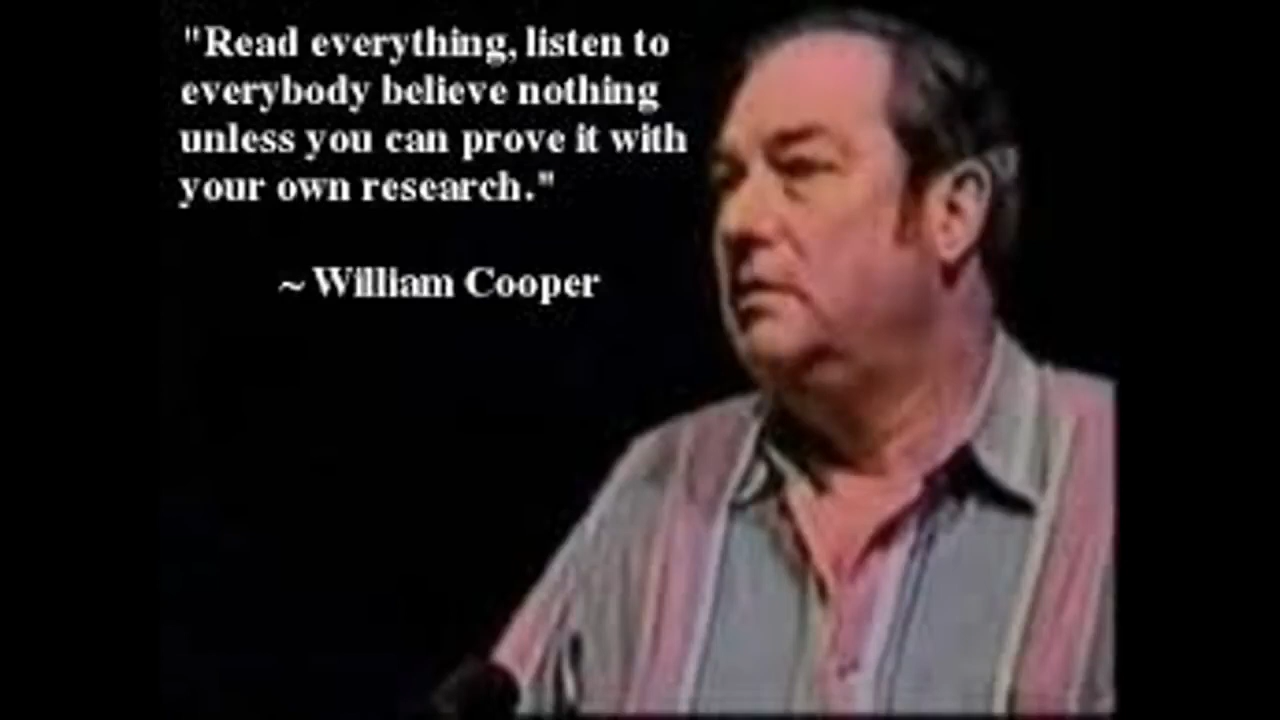 "Read everything, listen to
everybody believe nothing
unless you can prove it with
your own research."
~ William Cooper